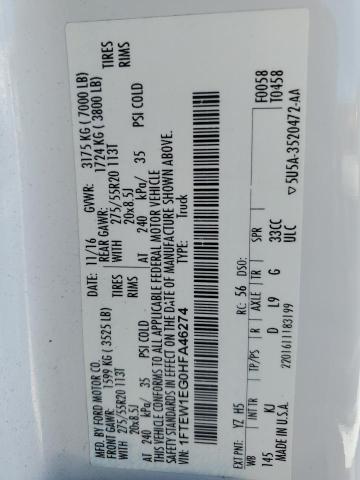 MFD. BY FORD MOTOR CO.
DATE: 11/16 GVWR: 3175 KG ( 7000 LB)
FRONT GAWR: 1599 KG ( 3525 LB) REAR GAWR: 1724 KG ( 3800 LB)
275/55R20 113T TIRES WITH 275/55R20 113T TIRES
20x8.5J RIMS 20x8.5J RIMS
AT 240 kPa/ 35 PSI COLD AT 240 kPa/ 35 PSI COLD
THIS VEHICLE CONFORMS TO ALL APPLICABLE FEDERAL MOTOR VEHICLE
SAFETY STANDARDS IN EFFECT ON THE DATE OF MANUFACTURE SHOWN ABOVE.
VIN: 1FTEW1EG0HFA46274 TYPE: Truck
F0058
T0458
EXT PNT: YZ H5 RC: 56 DSO:
WB INT TR TP/PS R AXLE TR SPR
145 KJ D L9 G 33CC
ULC
MADE IN U.S.A. 2201611183199 5U5A-3520472-AA